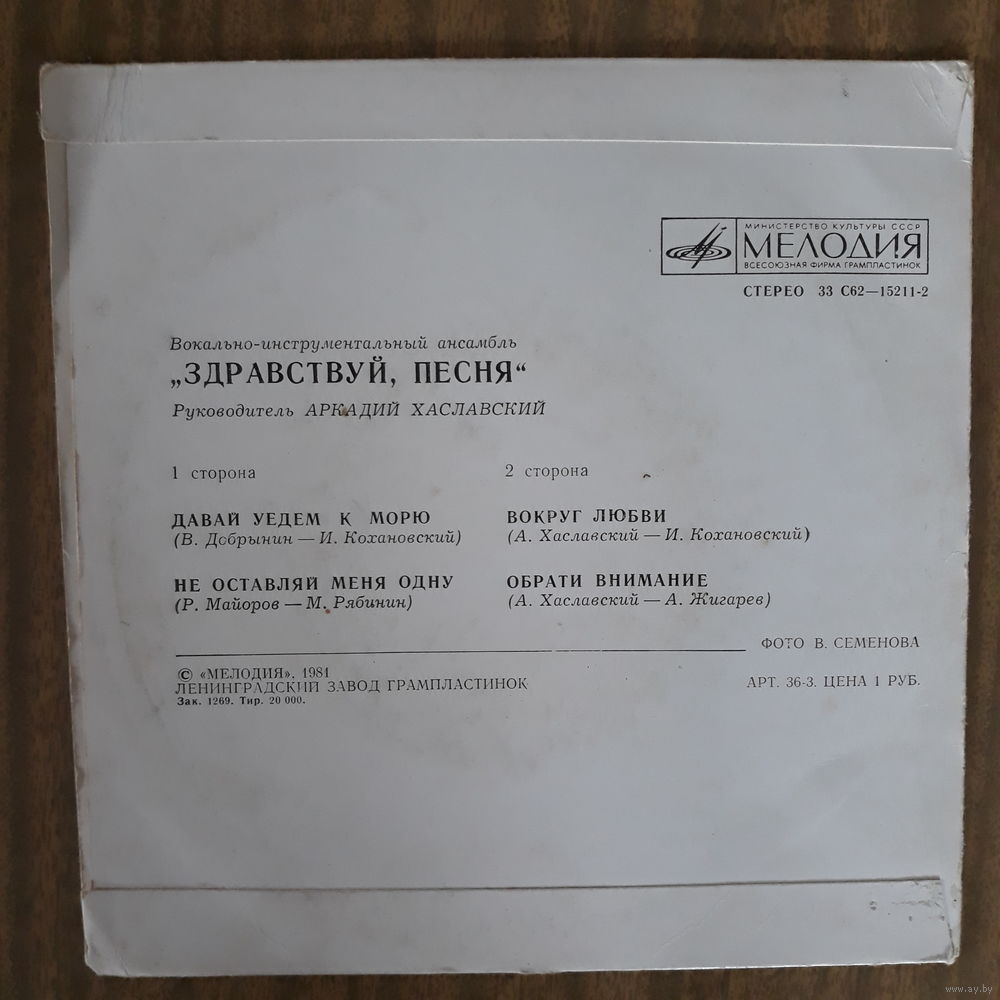 МИНИСТЕРСТВО КУЛЬТУРЫ СССР
МЕЛОДИЯ
ВСЕСОЮЗНАЯ ФИРМА ГРАМПЛАСТИНОК
СТЕРЕО 33 С62—15211-2
Вокально-инструментальный ансамбль
„ЗДРАВСТВУЙ, ПЕСНЯ“
Руководитель АРКАДИЙ ХАСЛАВСКИЙ
1 сторона
ДАВАЙ УЕДЕМ К МОРЮ
(В. Добрынин — И. Кохановский)
НЕ ОСТАВЛЯЙ МЕНЯ ОДНУ
(Р. Майоров — М. Рябинин)
2 сторона
ВОКРУГ ЛЮБВИ
(А. Хаславский — И. Кохановский)
ОБРАТИ ВНИМАНИЕ
(А. Хаславский — А. Жигарев)
ФОТО В. СЕМЕНОВА
© «МЕЛОДИЯ», 1981
ЛЕНИНГРАДСКИЙ ЗАВОД ГРАМПЛАСТИНОК
Зак. 1269. Тир. 20 000.
АРТ. 36-3. ЦЕНА 1 РУБ.
www.ay.by